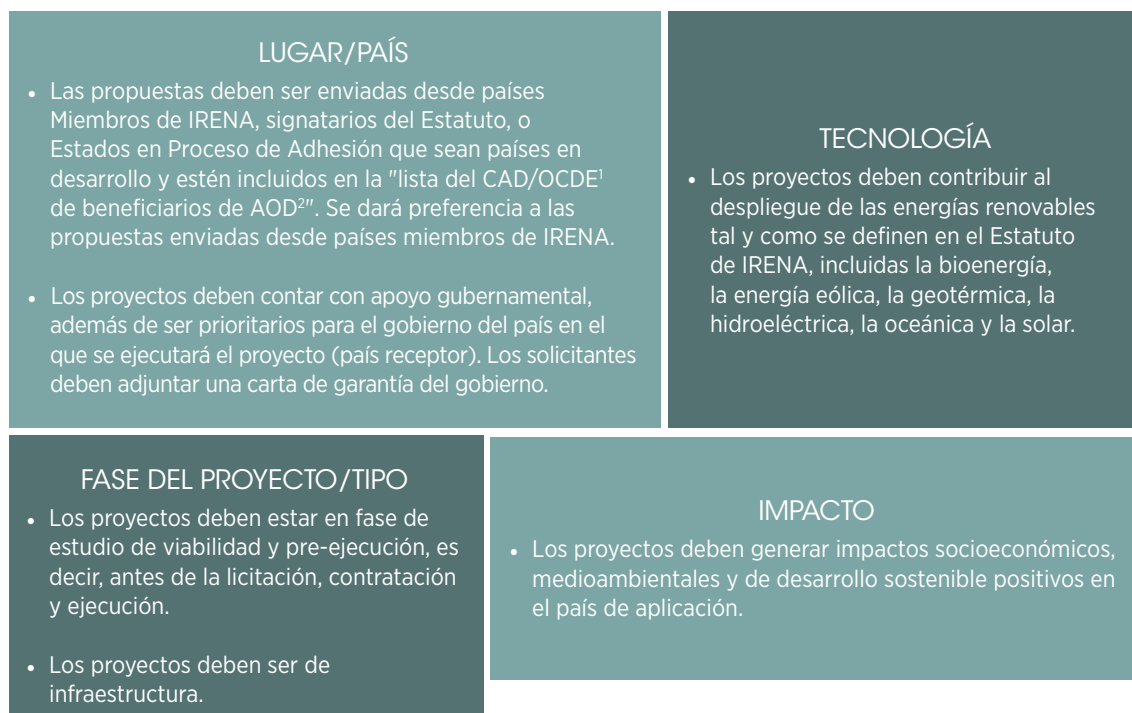 LUGAR/PAÍS
• Las propuestas deben ser enviadas desde países
Miembros de IRENA, signatarios del Estatuto, o
Estados en Proceso de Adhesión que sean países en
desarrollo y estén incluidos en la "lista del CAD/OCDE¹
de beneficiarios de AOD²". Se dará preferencia a las
propuestas enviadas desde países miembros de IRENA.
• Los proyectos deben contar con apoyo gubernamental,
además de ser prioritarios para el gobierno del país en el
que se ejecutará el proyecto (país receptor). Los solicitantes
deben adjuntar una carta de garantía del gobierno.
TECNOLOGÍA
• Los proyectos deben contribuir al
despliegue de las energías renovables
tal y como se definen en el Estatuto
de IRENA, incluidas la bioenergía,
la energía eólica, la geotérmica, la
hidroeléctrica, la oceánica y la solar.
FASE DEL PROYECTO/TIPO
• Los proyectos deben estar en fase de
estudio de viabilidad y pre-ejecución, es
decir, antes de la licitación, contratación
y ejecución.
• Los proyectos deben ser de
infraestructura.
IMPACTO
• Los proyectos deben generar impactos socioeconómicos,
medioambientales y de desarrollo sostenible positivos en
el país de aplicación.